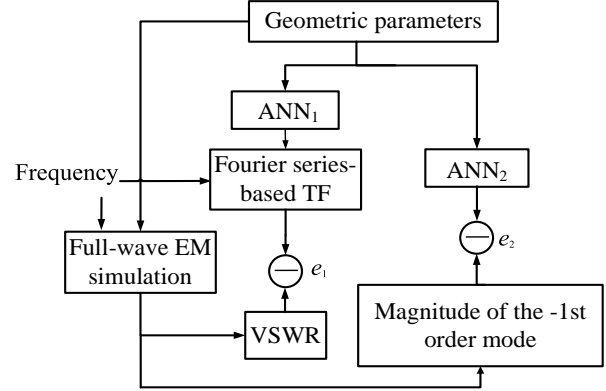 Geometric parameters
ANN₁
Frequency
Fourier series-
based TF
ANN₂
Full-wave EM
simulation
e₁
e₂
VSWR
Magnitude of the -1st
order mode